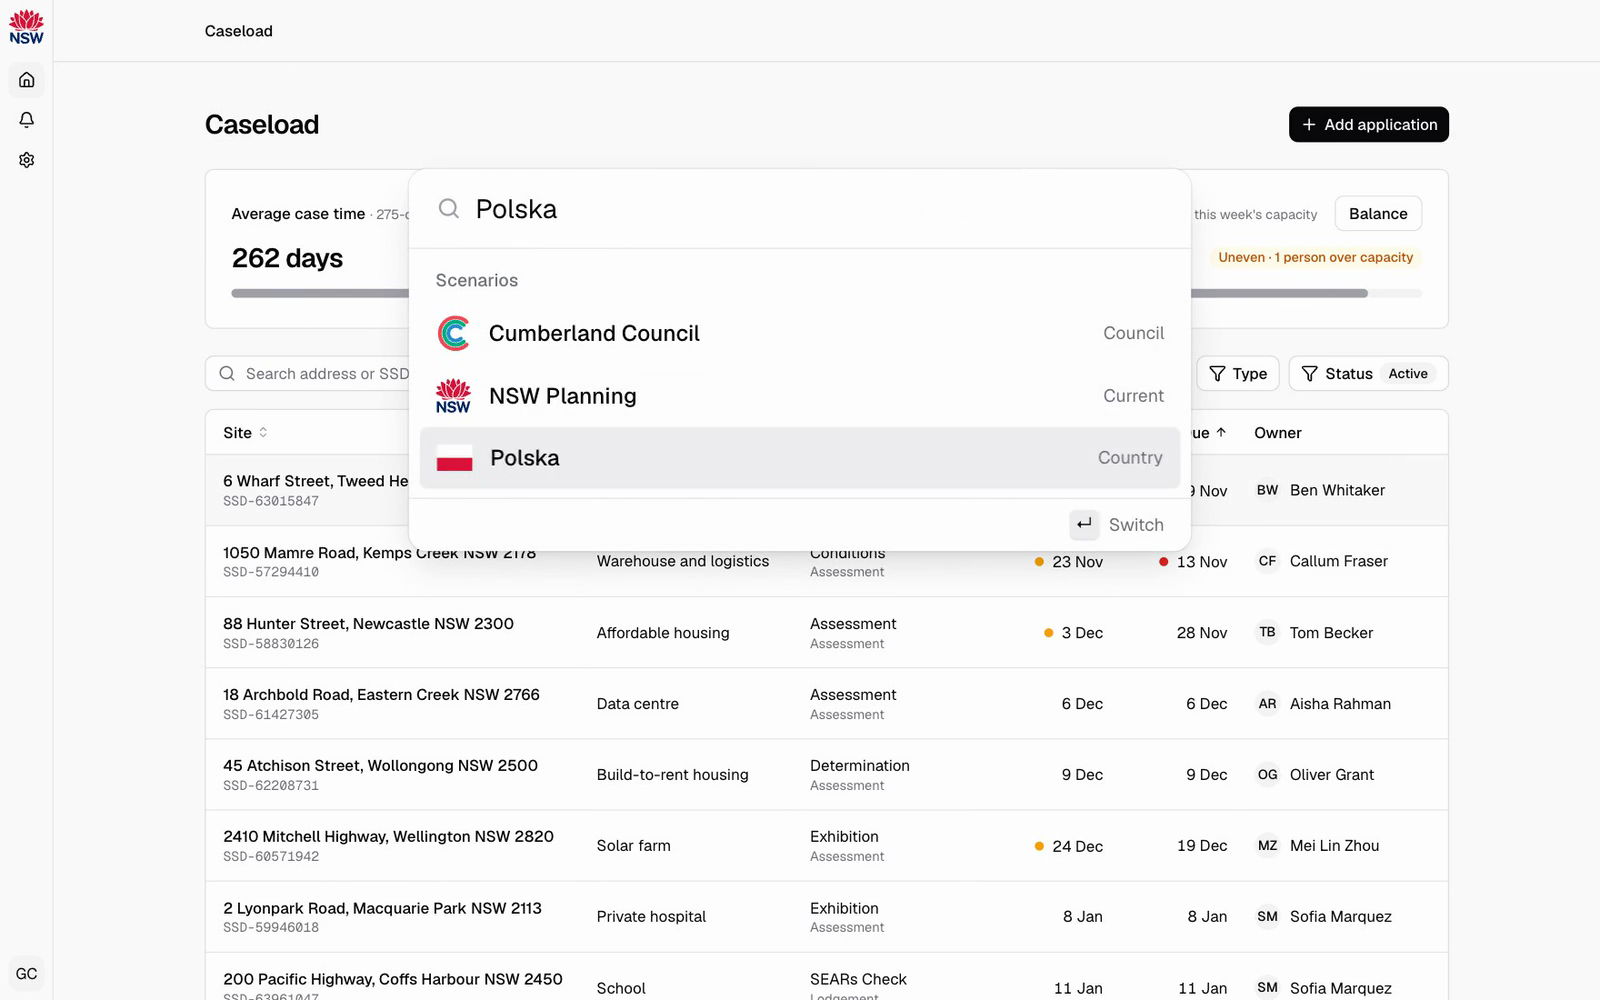 NSW
Caseload
Caseload
+ Add application
Average case time · 275-
this week's capacity
Balance
262 days
Uneven · 1 person over capacity
Polska
Scenarios
Cumberland Council
Council
NSW
NSW Planning
Current
Polska
Country
Switch
Search address or SSD
Type
Status
Active
Site
ue ↑
Owner
6 Wharf Street, Tweed He
SSD-63015847
9 Nov
BW
Ben Whitaker
1050 Mamre Road, Kemps Creek NSW 2178
SSD-57294410
Warehouse and logistics
Conditions
Assessment
23 Nov
13 Nov
CF
Callum Fraser
88 Hunter Street, Newcastle NSW 2300
SSD-58830126
Affordable housing
Assessment
Assessment
3 Dec
28 Nov
TB
Tom Becker
18 Archbold Road, Eastern Creek NSW 2766
SSD-61427305
Data centre
Assessment
Assessment
6 Dec
6 Dec
AR
Aisha Rahman
45 Atchison Street, Wollongong NSW 2500
SSD-62208731
Build-to-rent housing
Determination
Assessment
9 Dec
9 Dec
OG
Oliver Grant
2410 Mitchell Highway, Wellington NSW 2820
SSD-60571942
Solar farm
Exhibition
Assessment
24 Dec
19 Dec
MZ
Mei Lin Zhou
2 Lyonpark Road, Macquarie Park NSW 2113
SSD-59946018
Private hospital
Exhibition
Assessment
8 Jan
8 Jan
SM
Sofia Marquez
200 Pacific Highway, Coffs Harbour NSW 2450
SSD-63961047
School
SEARs Check
Lodgement
11 Jan
11 Jan
SM
Sofia Marquez
GC